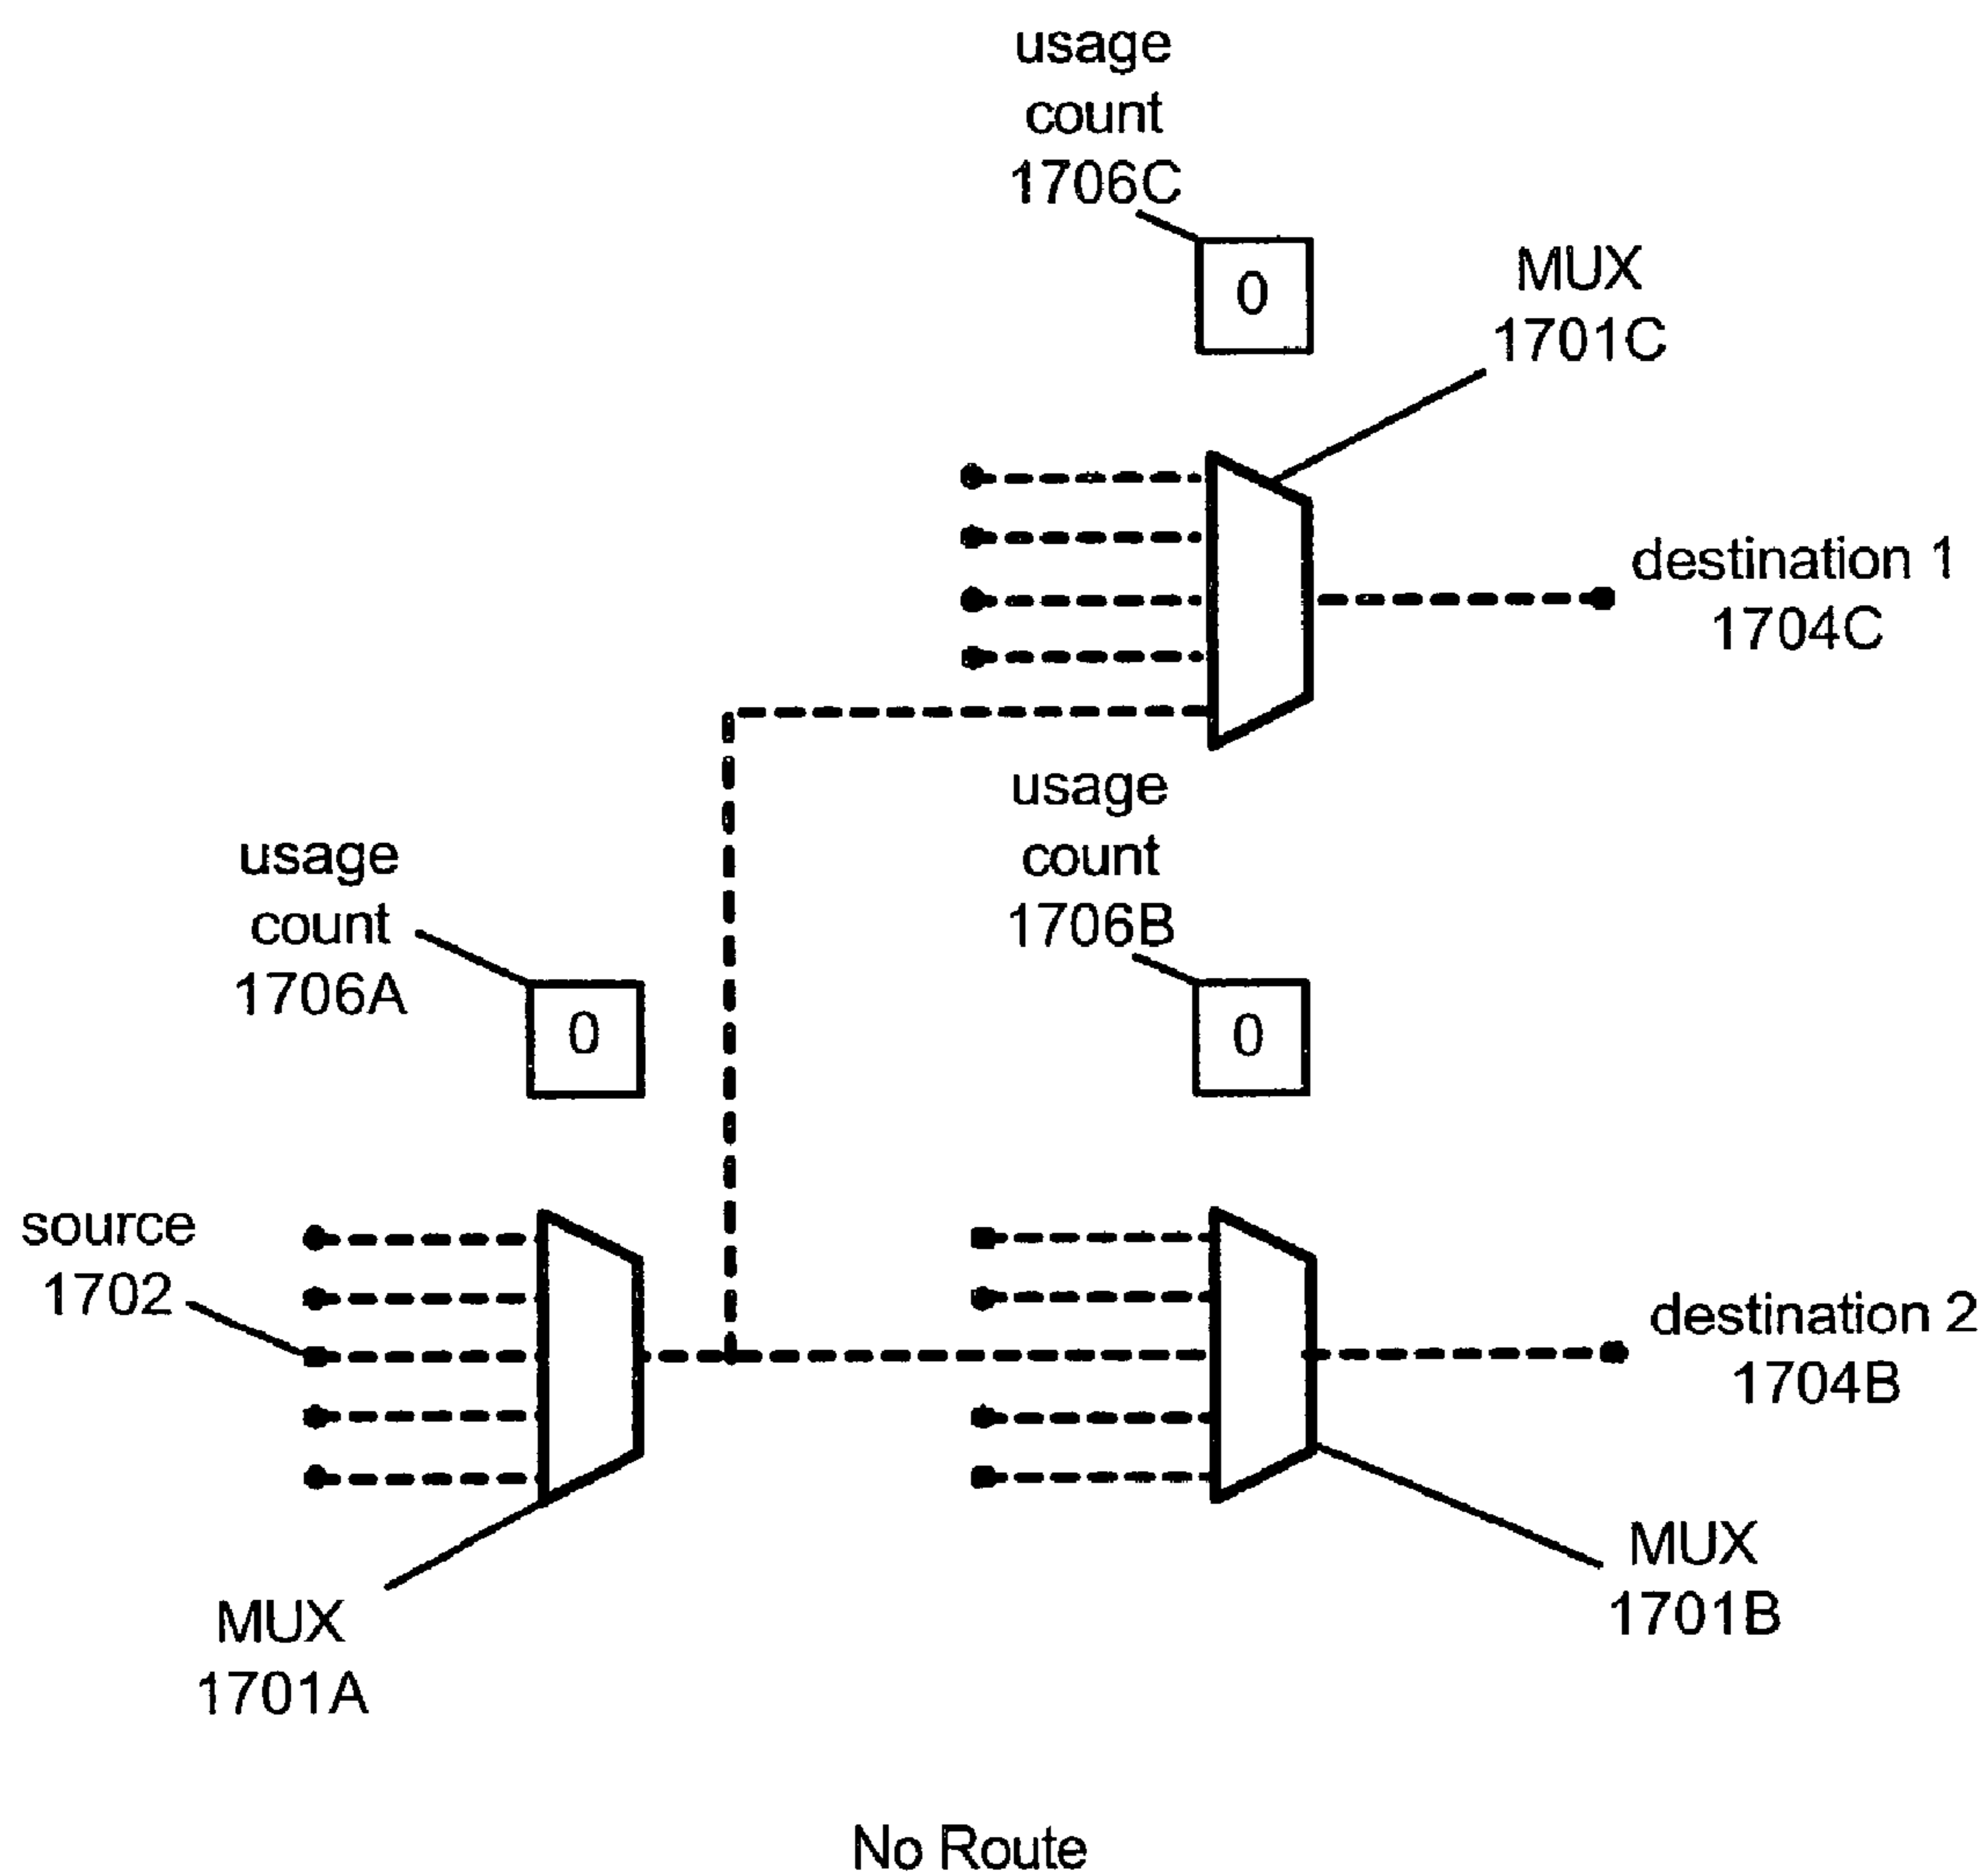 usage
count
1706C
0
MUX
1701C
destination 1
1704C
usage
count
1706B
0
usage
count
1706A
0
source
1702
destination 2
1704B
MUX
1701A
MUX
1701B
No Route